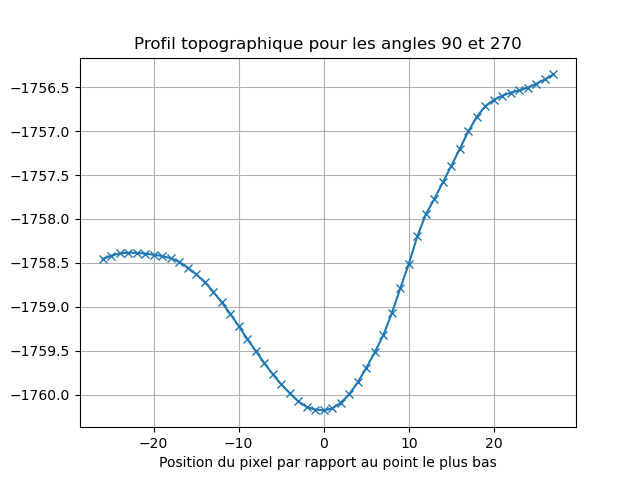 Profil topographique pour les angles 90 et 270
−1756.5
−1757.0
−1757.5
−1758.0
−1758.5
−1759.0
−1759.5
−1760.0
−20 −10 0 10 20
Position du pixel par rapport au point le plus bas